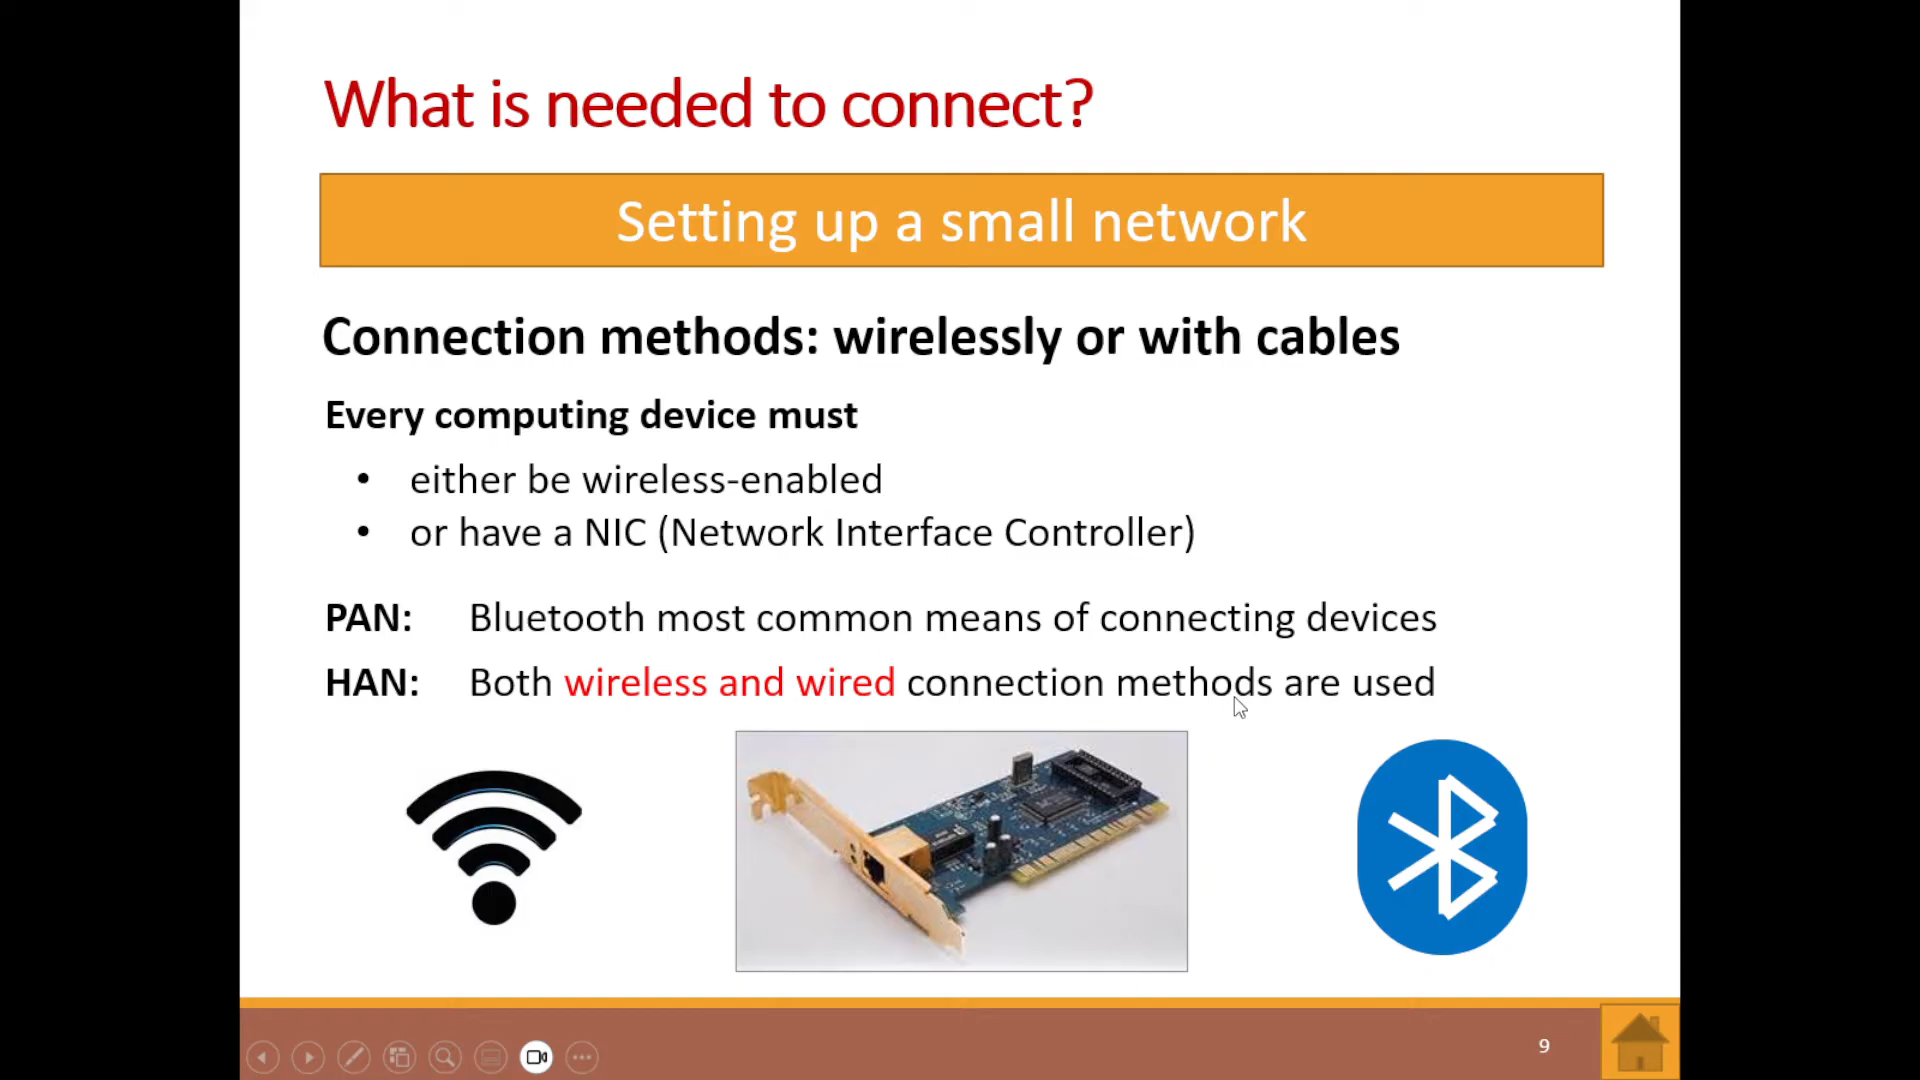 What is needed to connect?
Setting up a small network
Connection methods: wirelessly or with cables
Every computing device must
• either be wireless-enabled
• or have a NIC (Network Interface Controller)
PAN: Bluetooth most common means of connecting devices
HAN: Both wireless and wired connection methods are used
9